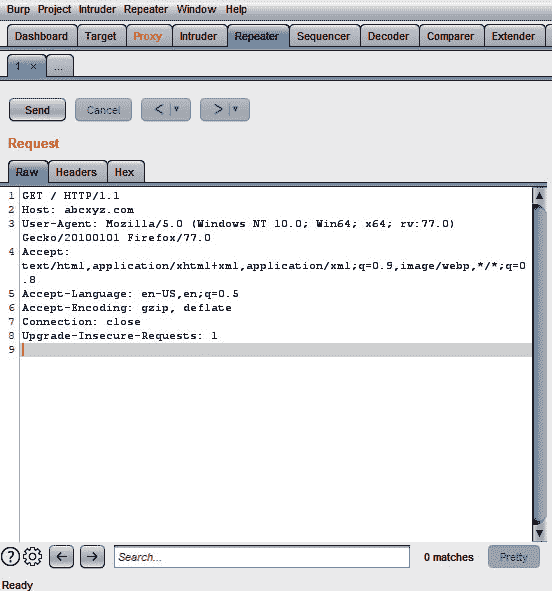 Burp Project Intruder Repeater Window Help
Dashboard Target Proxy Intruder Repeater Sequencer Decoder Comparer Extender
1 × ...
Send Cancel < ▼ > ▼
Request
Raw Headers Hex
1 GET / HTTP/1.1
2 Host: abcxyz.com
3 User-Agent: Mozilla/5.0 (Windows NT 10.0; Win64; x64; rv:77.0)
Gecko/20100101 Firefox/77.0
4 Accept:
text/html,application/xhtml+xml,application/xml;q=0.9,image/webp,*/*;q=0
.8
5 Accept-Language: en-US,en;q=0.5
6 Accept-Encoding: gzip, deflate
7 Connection: close
8 Upgrade-Insecure-Requests: 1
9
? ← → Search... 0 matches Pretty
Ready